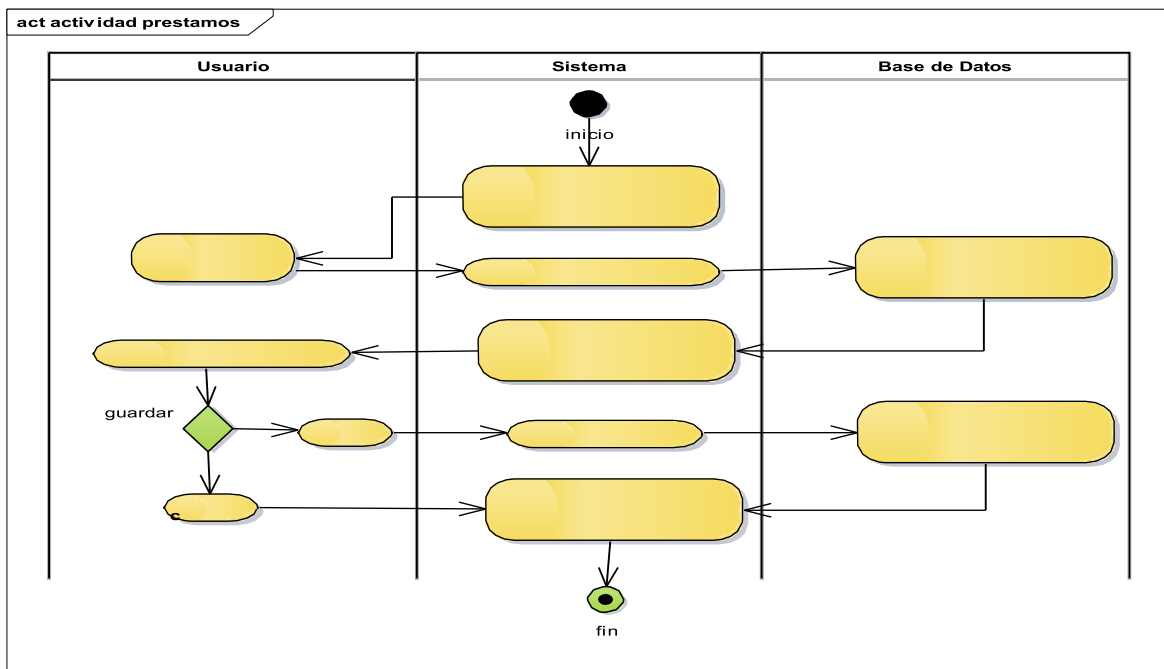 act actividad prestamos
Usuario
Sistema
Base de Datos
inicio
guardar
c
fin